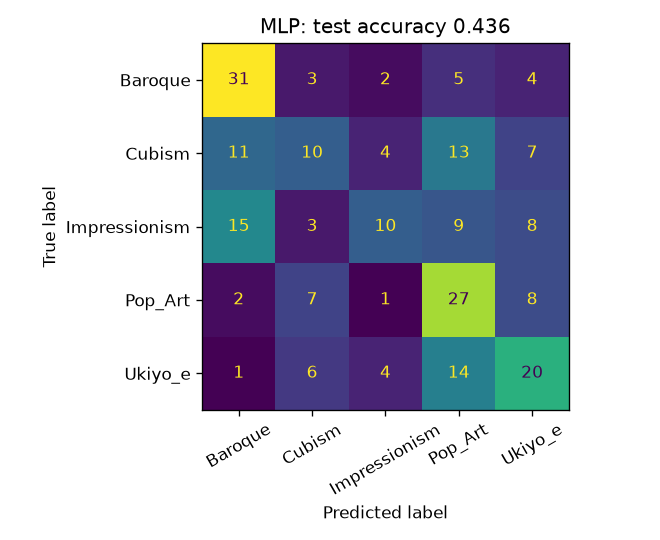 MLP: test accuracy 0.436
True label
Baroque 31 3 2 5 4
Cubism 11 10 4 13 7
Impressionism 15 3 10 9 8
Pop_Art 2 7 1 27 8
Ukiyo_e 1 6 4 14 20
Baroque Cubism Impressionism Pop_Art Ukiyo_e
Predicted label